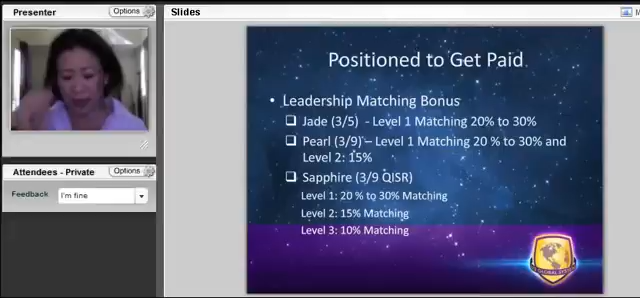 Presenter
Options
Slides
Attendees - Private
Options
Feedback
I'm fine
Positioned to Get Paid
• Leadership Matching Bonus
❑ Jade (3/5) - Level 1 Matching 20% to 30%
❑ Pearl (3/9) – Level 1 Matching 20 % to 30% and
Level 2: 15%
❑ Sapphire (3/9 QISR)
Level 1: 20 % to 30% Matching
Level 2: 15% Matching
Level 3: 10% Matching
GLOBAL